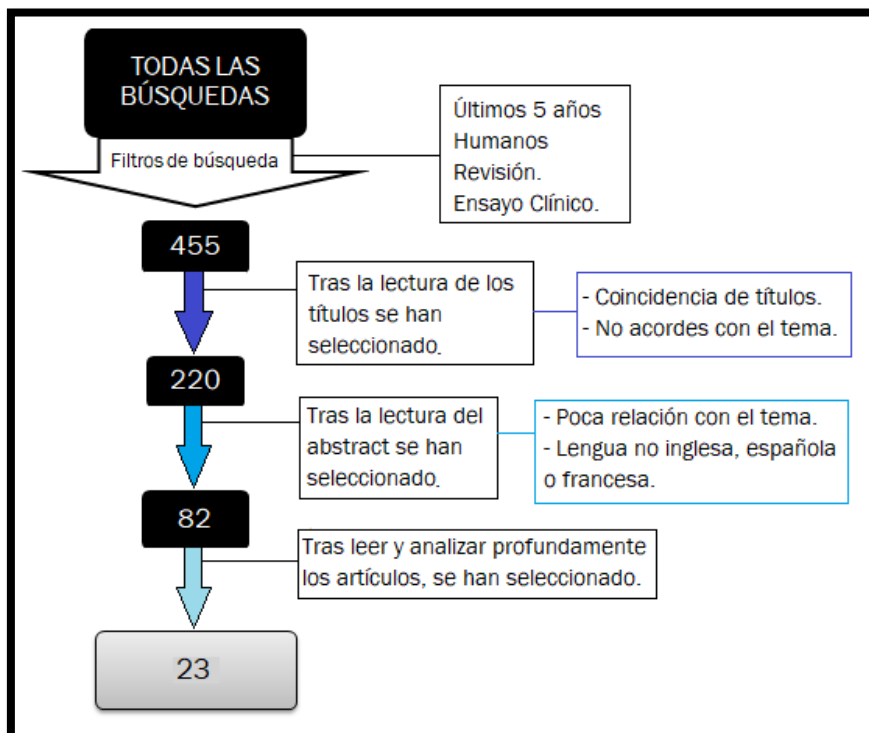 TODAS LAS
BÚSQUEDAS
Filtros de búsqueda
Últimos 5 años
Humanos
Revisión.
Ensayo Clínico.
455
Tras la lectura de los
títulos se han
seleccionado.
- Coincidencia de títulos.
- No acordes con el tema.
220
Tras la lectura del
abstract se han
seleccionado.
- Poca relación con el tema.
- Lengua no inglesa, española
o francesa.
82
Tras leer y analizar profundamente
los artículos, se han seleccionado.
23